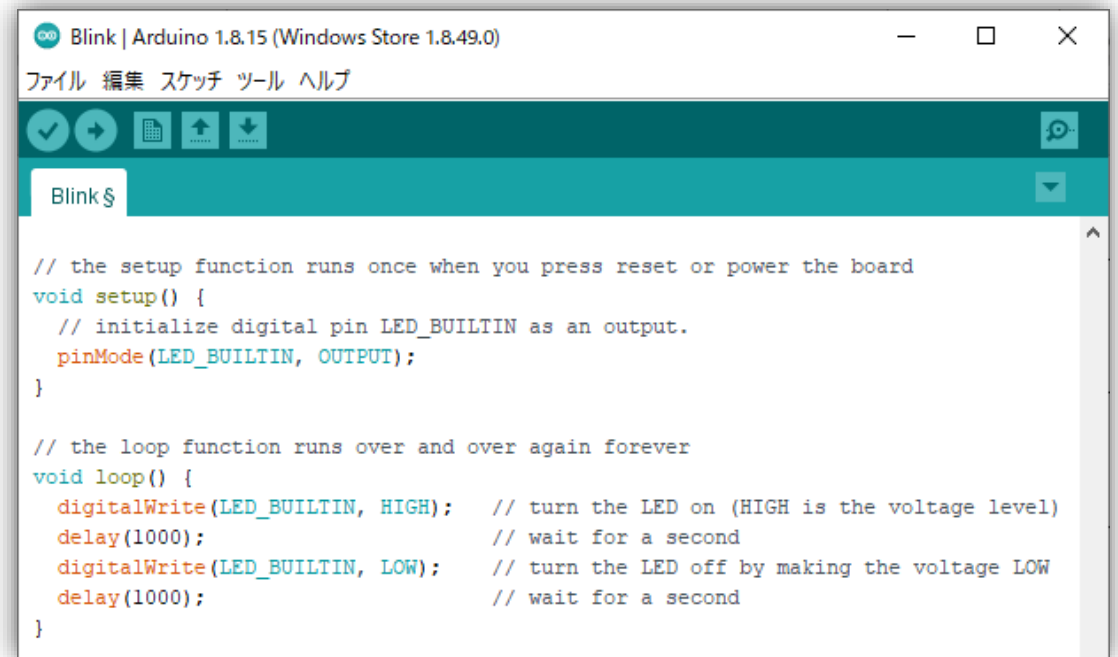 Blink | Arduino 1.8.15 (Windows Store 1.8.49.0)
ファイル 編集 スケッチ ツール ヘルプ
Blink §
// the setup function runs once when you press reset or power the board
void setup() {
  // initialize digital pin LED_BUILTIN as an output.
  pinMode(LED_BUILTIN, OUTPUT);
}
// the loop function runs over and over again forever
void loop() {
  digitalWrite(LED_BUILTIN, HIGH);   // turn the LED on (HIGH is the voltage level)
  delay(1000);                       // wait for a second
  digitalWrite(LED_BUILTIN, LOW);    // turn the LED off by making the voltage LOW
  delay(1000);                       // wait for a second
}